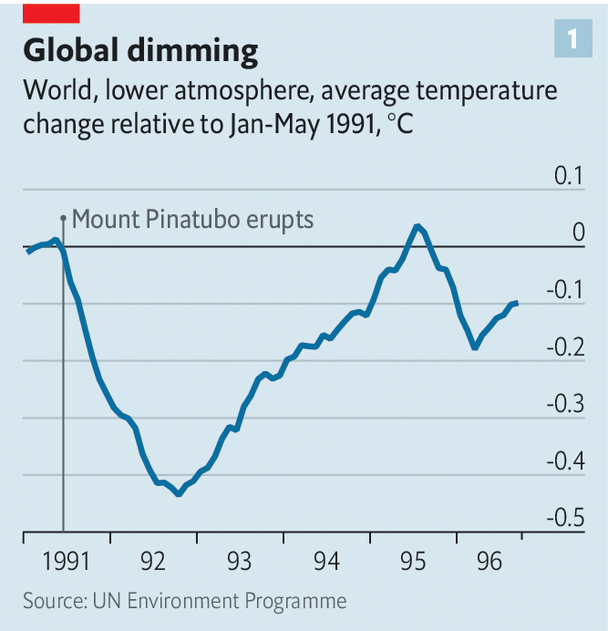 1
Global dimming
World, lower atmosphere, average temperature
change relative to Jan-May 1991, °C
0.1
Mount Pinatubo erupts
0
-0.1
-0.2
-0.3
-0.4
-0.5
1991 92 93 94 95 96
Source: UN Environment Programme